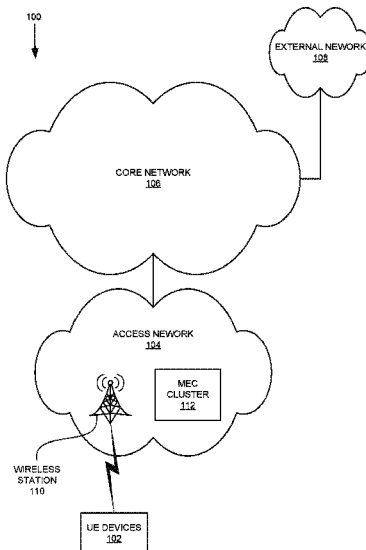 100
EXTERNAL NEWORK
108
CORE NETWORK
106
ACCESS NEWORK
104
MEC
CLUSTER
112
WIRELESS
STATION
110
UE DEVICES
102